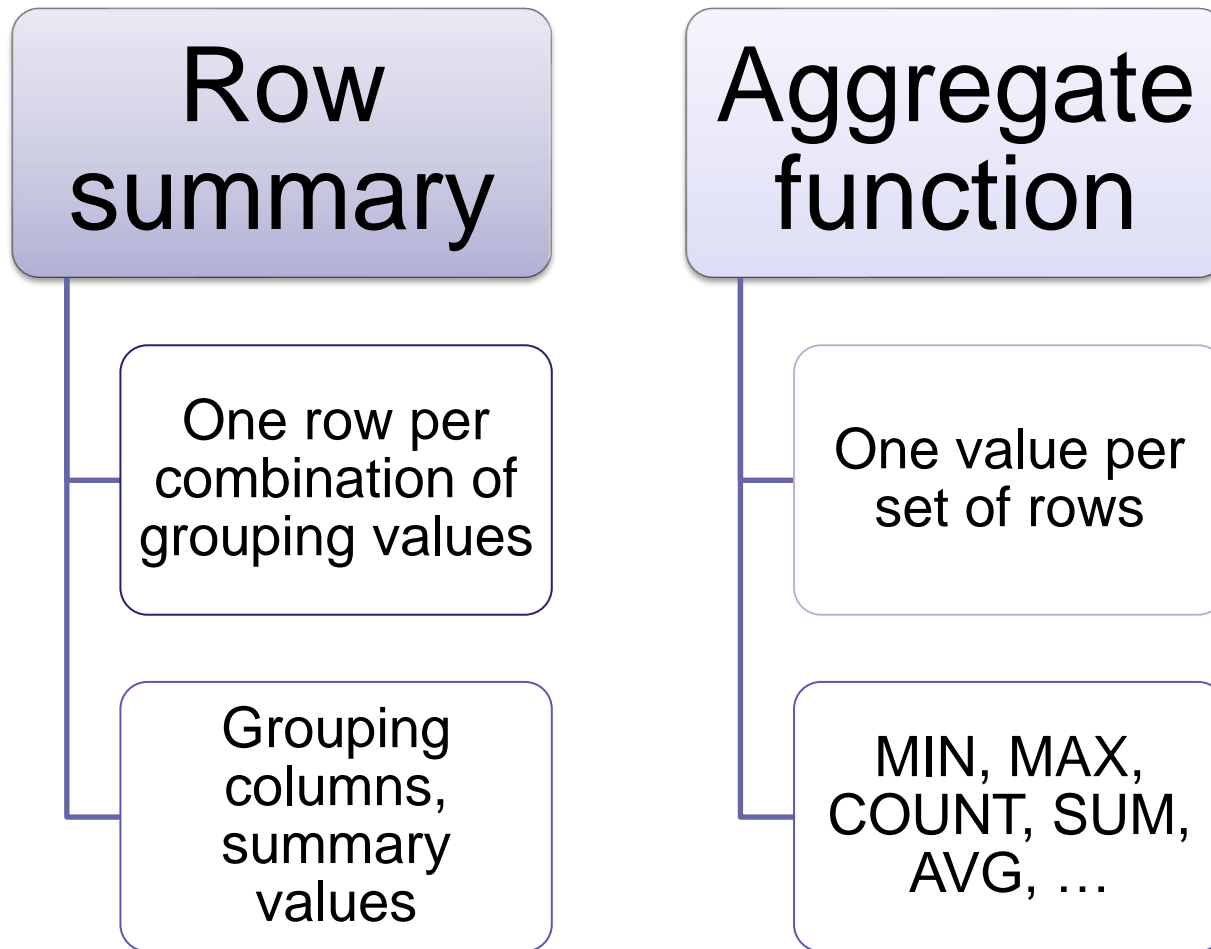 Row
summary
One row per
combination of
grouping values
Grouping
columns,
summary
values
Aggregate
function
One value per
set of rows
MIN, MAX,
COUNT, SUM,
AVG, …